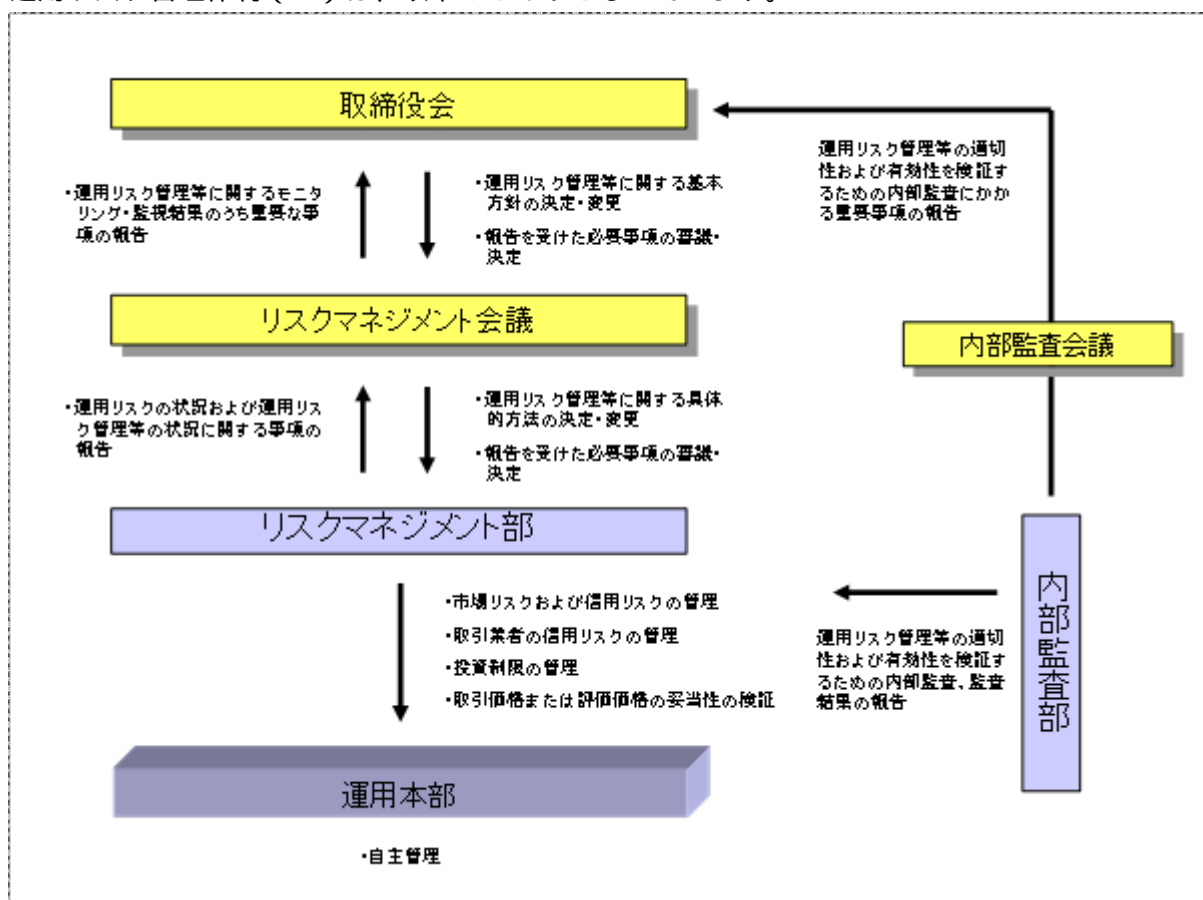 取締役会
・運用リスク管理等に関するモニ
タリング・監視結果のうち重要な事
項の報告
・運用リスク管理等に関する基本
方針の決定・変更
・報告を受けた必要事項の審議・
決定
運用リスク管理等の適切
性および有効性を検証す
るための内部監査にかか
る重要事項の報告
リスクマネジメント会議
内部監査会議
・運用リスクの状況および運用リス
ク管理等の状況に関する事項の
報告
・運用リスク管理等に関する具体
的方法の決定・変更
・報告を受けた必要事項の審議・
決定
リスクマネジメント部
・市場リスクおよび信用リスクの管理
・取引業者の信用リスクの管理
・投資制限の管理
・取引価格または評価価格の妥当性の検証
運用リスク管理等の適切
性および有効性を検証す
るための内部監査、監査
結果の報告
内部監査部
運用本部
・自主管理